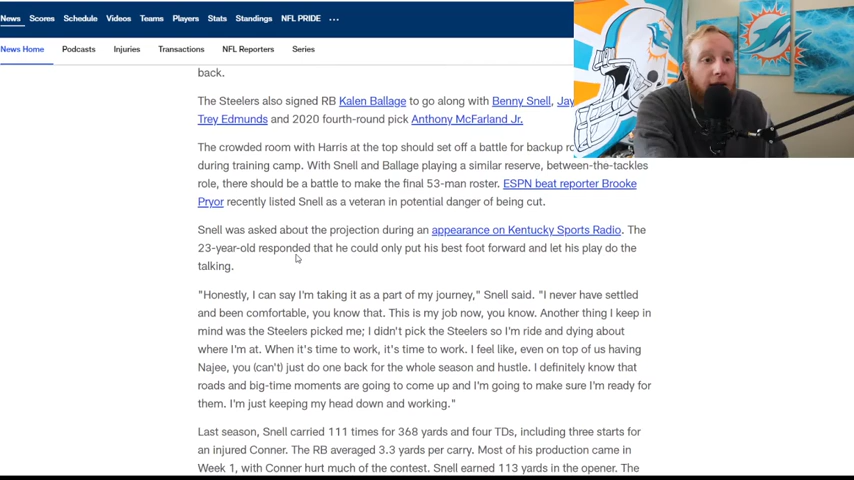 News Scores Schedule Videos Teams Players Stats Standings NFL PRIDE ...
News Home Podcasts Injuries Transactions NFL Reporters Series
back.
The Steelers also signed RB Kalen Ballage to go along with Benny Snell,
Trey Edmunds and 2020 fourth-round pick Anthony McFarland Jr.
The crowded room with Harris at the top should set off a battle for backup
during training camp. With Snell and Ballage playing a similar reserve, between-the-tackles
role, there should be a battle to make the final 53-man roster. ESPN beat reporter Brooke
Pryor recently listed Snell as a veteran in potential danger of being cut.
Snell was asked about the projection during an appearance on Kentucky Sports Radio. The
23-year-old responded that he could only put his best foot forward and let his play do the
talking.
"Honestly, I can say I'm taking it as a part of my journey," Snell said. "I never have settled
and been comfortable, you know that. This is my job now, you know. Another thing I keep in
mind was the Steelers picked me; I didn't pick the Steelers so I'm ride and dying about
where I'm at. When it's time to work, it's time to work. I feel like, even on top of us having
Najee, you (can't) just do one back for the whole season and hustle. I definitely know that
roads and big-time moments are going to come up and I'm going to make sure I'm ready for
them. I'm just keeping my head down and working."
Last season, Snell carried 111 times for 368 yards and four TDs, including three starts for
an injured Conner. The RB averaged 3.3 yards per carry. Most of his production came in
Week 1, with Conner hurt much of the contest. Snell earned 113 yards in the opener. The